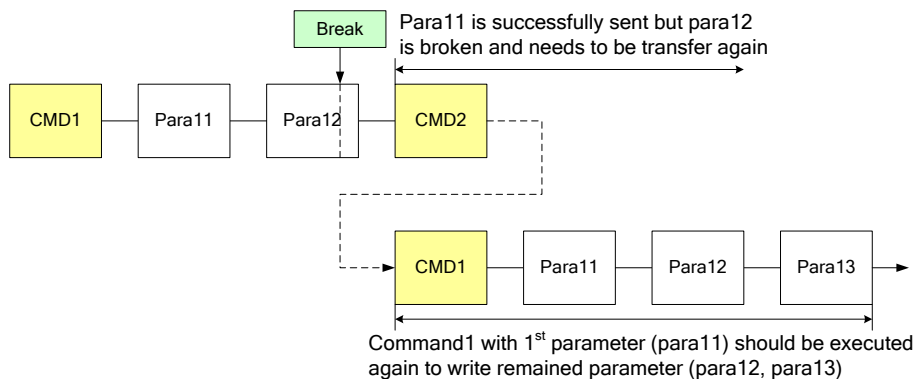 Break
Para11 is successfully sent but para12
is broken and needs to be transfer again
CMD1
Para11
Para12
CMD2
CMD1
Para11
Para12
Para13
Command1 with 1st parameter (para11) should be executed
again to write remained parameter (para12, para13)